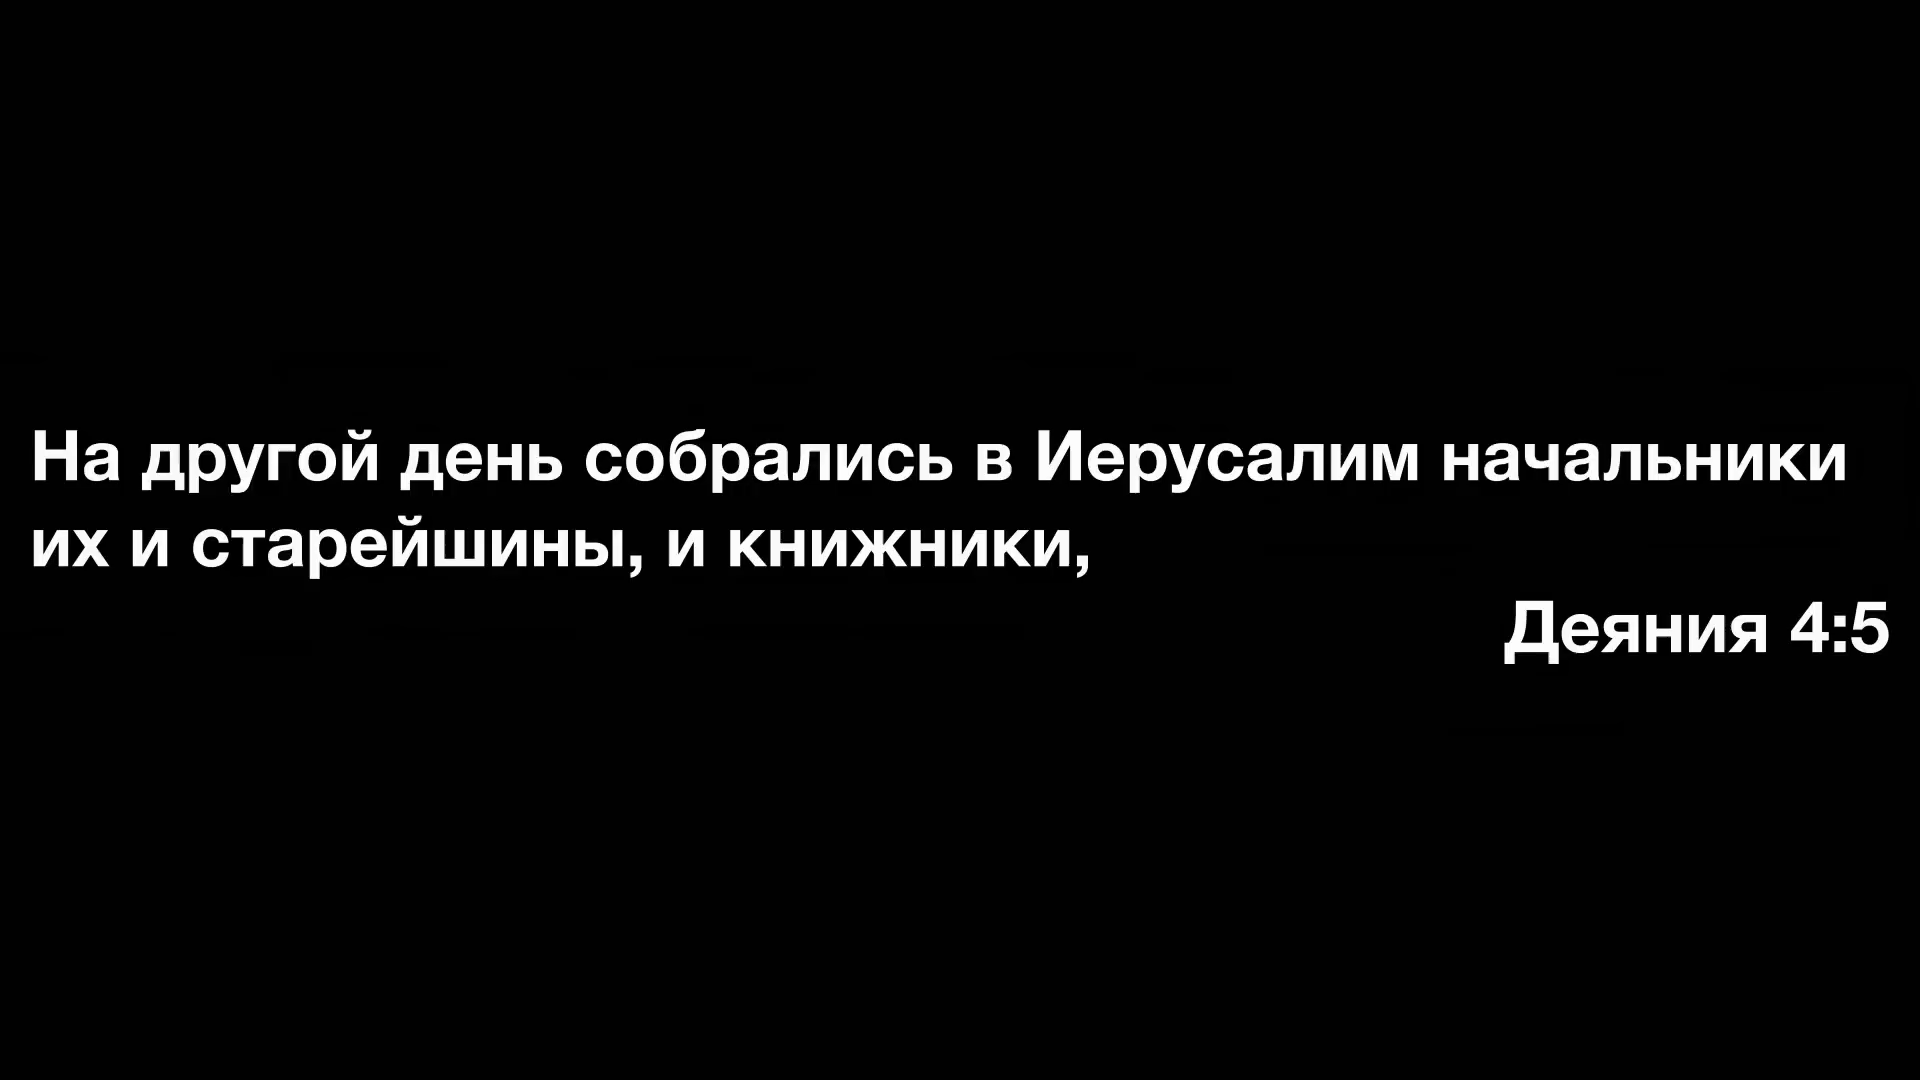 На другой день собрались в Иерусалим начальники
их и старейшины, и книжники,
Деяния 4:5